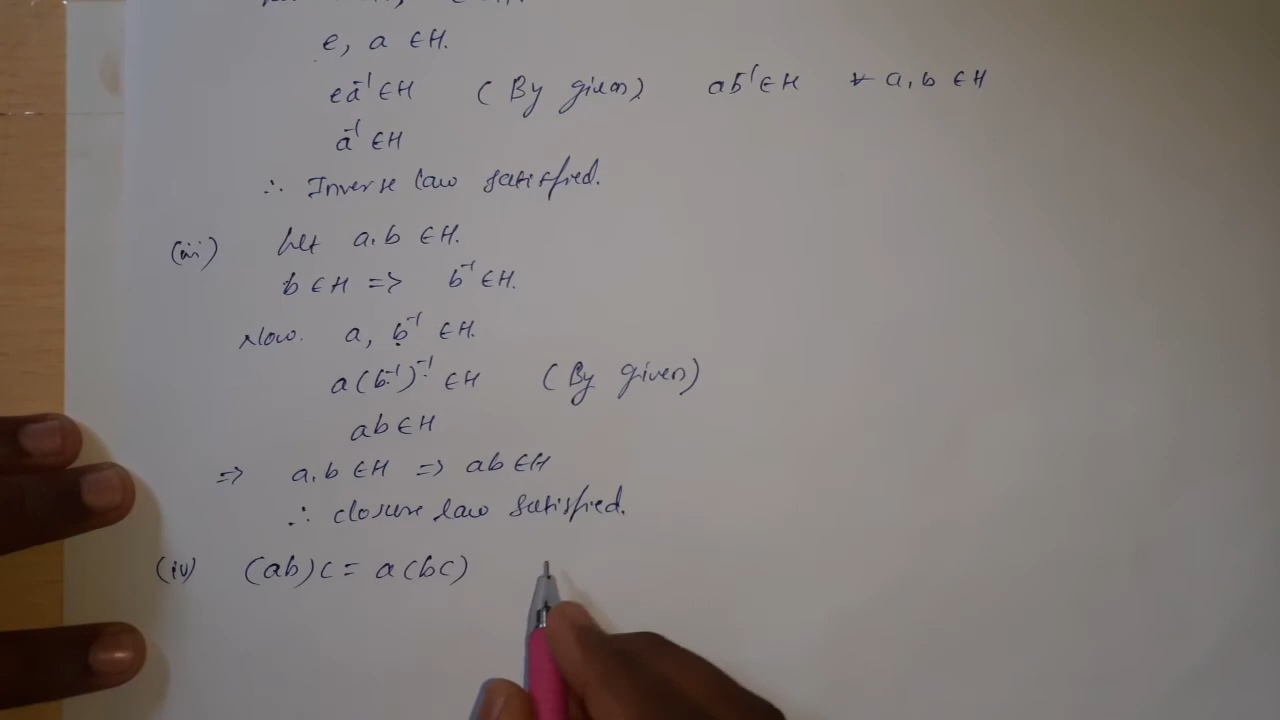 e, a ∈H.
ea⁻¹ ∈H (By given) ab⁻¹ ∈H ∀ a, b ∈H
a⁻¹ ∈H
∴ Inverse law satisfied.
(iii) Let a, b ∈H.
b ∈H => b⁻¹ ∈H.
Now. a, b⁻¹ ∈H.
a(b⁻¹)⁻¹ ∈H (By given)
ab ∈H
=> a, b ∈H => ab ∈H
∴ closure law satisfied.
(iv) (ab)c = a(bc)